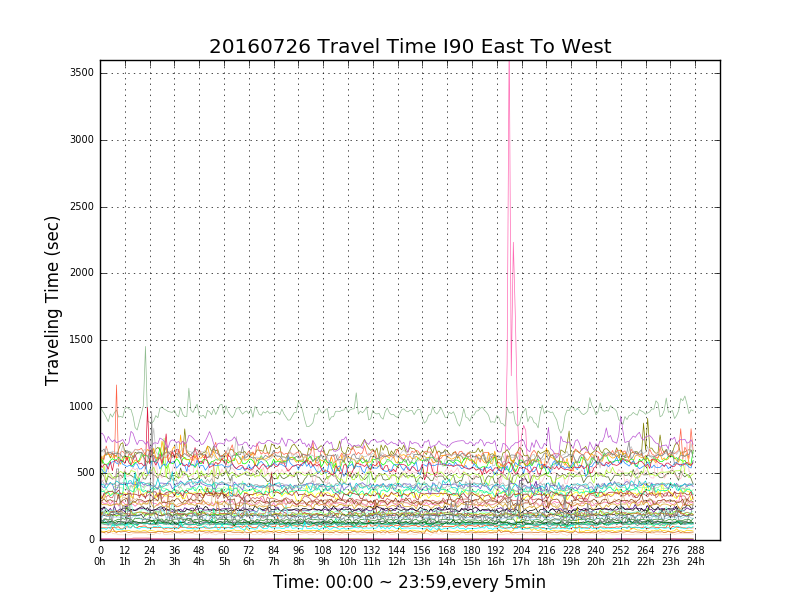 20160726 Travel Time I90 East To West
3500
3000
2500
2000
1500
1000
500
0
Traveling Time (sec)
0 12 24 36 48 60 72 84 96 108 120 132 144 156 168 180 192 204 216 228 240 252 264 276 288
0h 1h 2h 3h 4h 5h 6h 7h 8h 9h 10h 11h 12h 13h 14h 15h 16h 17h 18h 19h 20h 21h 22h 23h 24h
Time: 00:00 ~ 23:59,every 5min